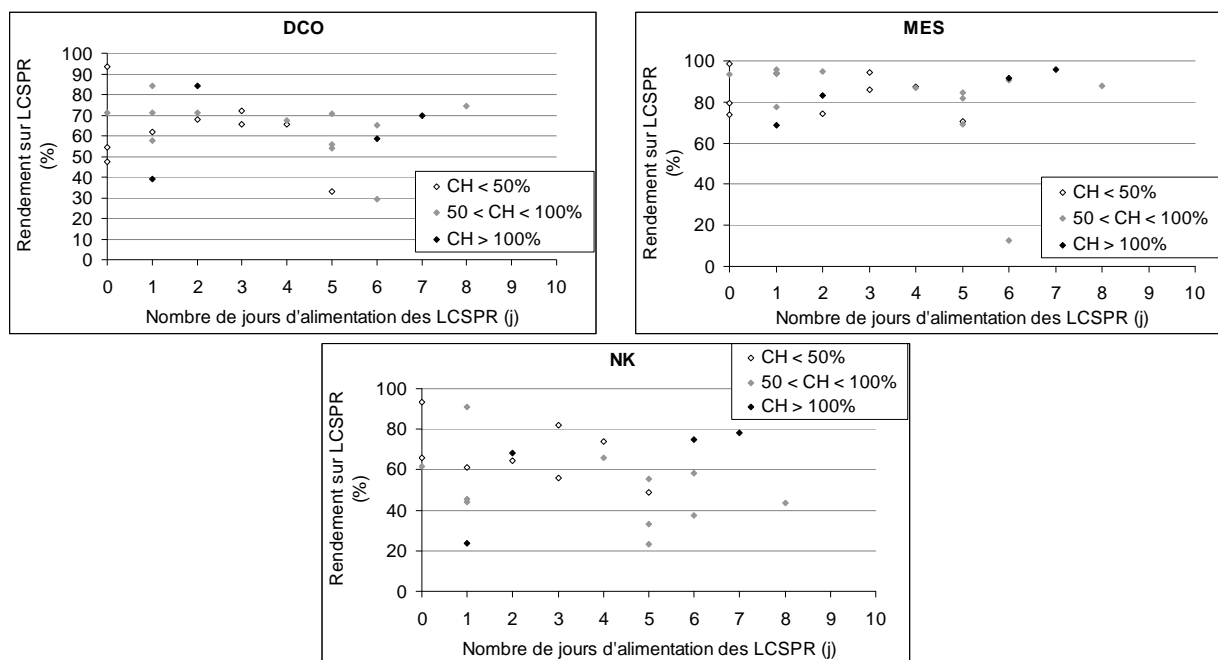 DCO
100
90
80
70
60
50
40
30
20
10
0
0 1 2 3 4 5 6 7 8 9 10
Rendement sur LCSPR
(%)
Nombre de jours d'alimentation des LCSPR (j)
CH < 50%
50 < CH < 100%
CH > 100%
MES
100
80
60
40
20
0
0 1 2 3 4 5 6 7 8 9 10
Rendement sur LCSPR
(%)
Nombre de jours d'alimentation des LCSPR (j)
CH < 50%
50 < CH < 100%
CH > 100%
NK
100
80
60
40
20
0
0 1 2 3 4 5 6 7 8 9 10
Rendement sur LCSPR
(%)
Nombre de jours d'alimentation des LCSPR (j)
CH < 50%
50 < CH < 100%
CH > 100%